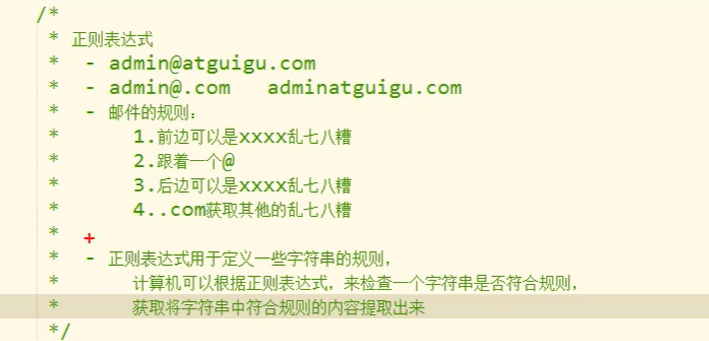 /*
* 正则表达式
* - admin@atguigu.com
* - admin@.com adminatguigu.com
* - 邮件的规则：
* 1.前边可以是xxxx乱七八糟
* 2.跟着一个@
* 3.后边可以是xxxx乱七八糟
* 4..com获取其他的乱七八糟
* +
* - 正则表达式用于定义一些字符串的规则，
* 计算机可以根据正则表达式，来检查一个字符串是否符合规则，
* 获取将字符串中符合规则的内容提取出来
*/